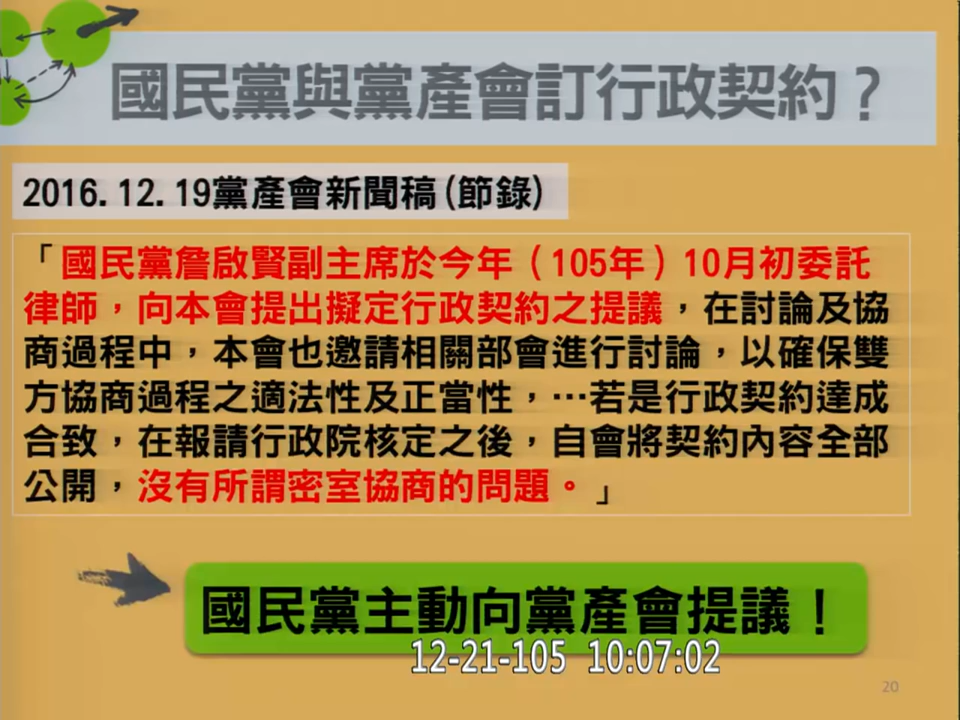 國民黨與黨產會訂行政契約？
2016.12.19黨產會新聞稿(節錄)
「國民黨詹啟賢副主席於今年（105年）10月初委託
律師，向本會提出擬定行政契約之提議，在討論及協
商過程中，本會也邀請相關部會進行討論，以確保雙
方協商過程之適法性及正當性，…若是行政契約達成
合致，在報請行政院核定之後，自會將契約內容全部
公開，沒有所謂密室協商的問題。」
國民黨主動向黨產會提議！
12-21-105 10:07:02
20